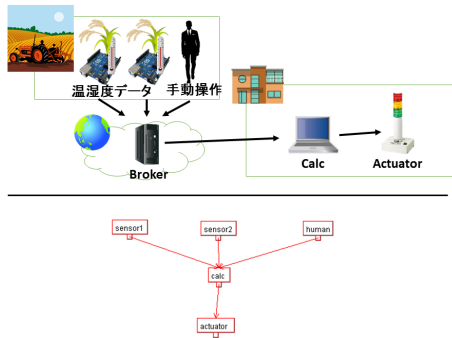 温湿度データ 手動操作
Broker
Calc
Actuator
sensor1
sensor2
human
calc
actuator